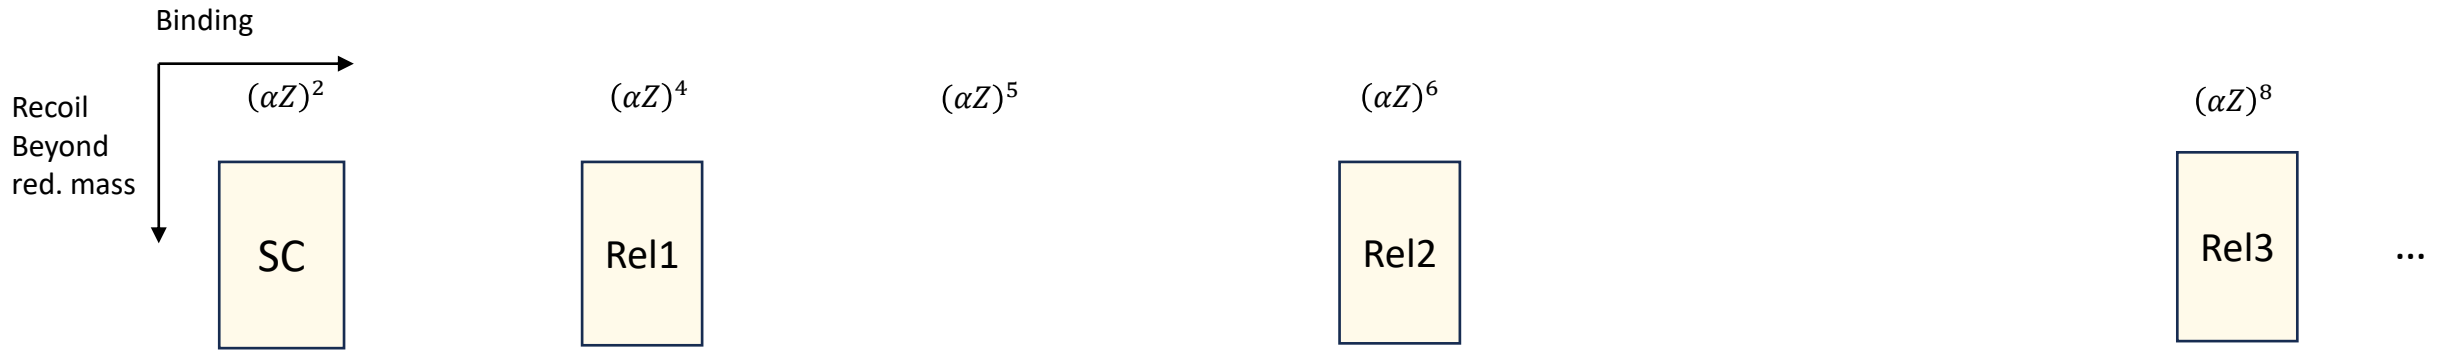 Binding
Recoil
Beyond
red. mass
(αZ)² (αZ)⁴ (αZ)⁵ (αZ)⁶ (αZ)⁸
SC Rel1 Rel2 Rel3 ...